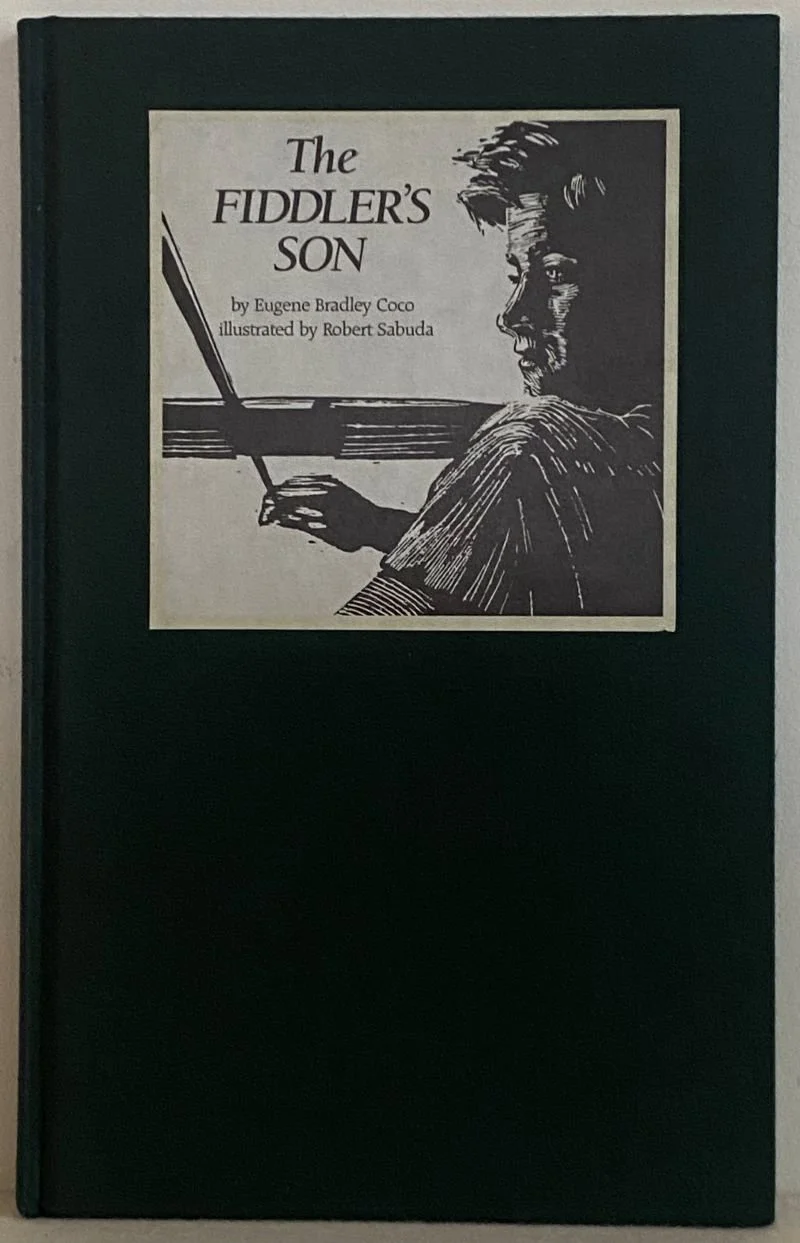 The
FIDDLER'S
SON
by Eugene Bradley Coco
illustrated by Robert Sabuda